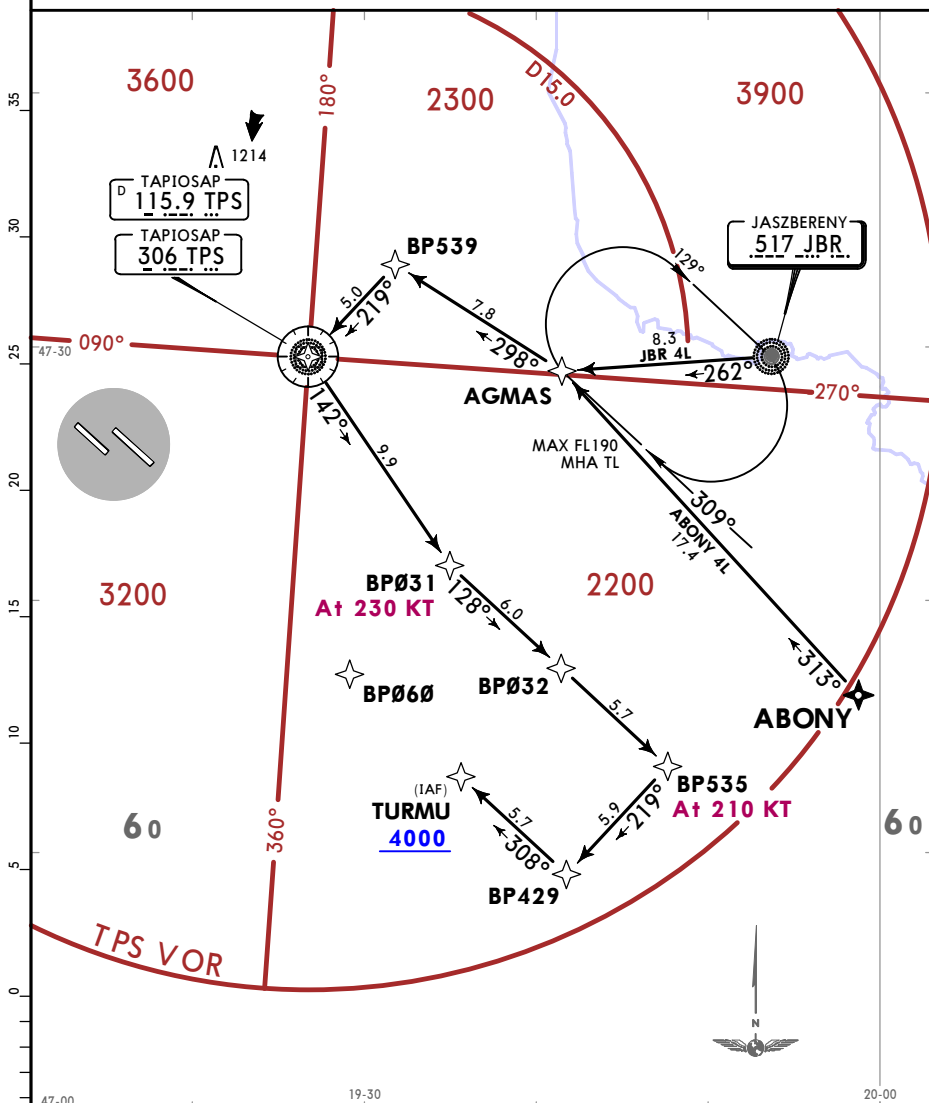 3600
180°
2300
D15.0
3900
35
1214
TAPIOSAP
D 115.9 TPS
TAPIOSAP
306 TPS
JASZBERENY
517 JBR
30
BP539
129°
5.0
219°
7.8
298°
8.3
JBR 4L
262°
090°
47-30
25
AGMAS
270°
142°
9.9
MAX FL190
MHA TL
309°
ABONY 4L
17.4
20
BPØ31
At 230 KT
128°
6.0
2200
3200
15
BPØ6Ø
BPØ32
313°
ABONY
5.7
10
(IAF)
TURMU
4000
BP535
At 210 KT
5.9
219°
5.7
308°
60
360°
60
5
BP429
TPS VOR
0
N
47-00
19-30
20-00